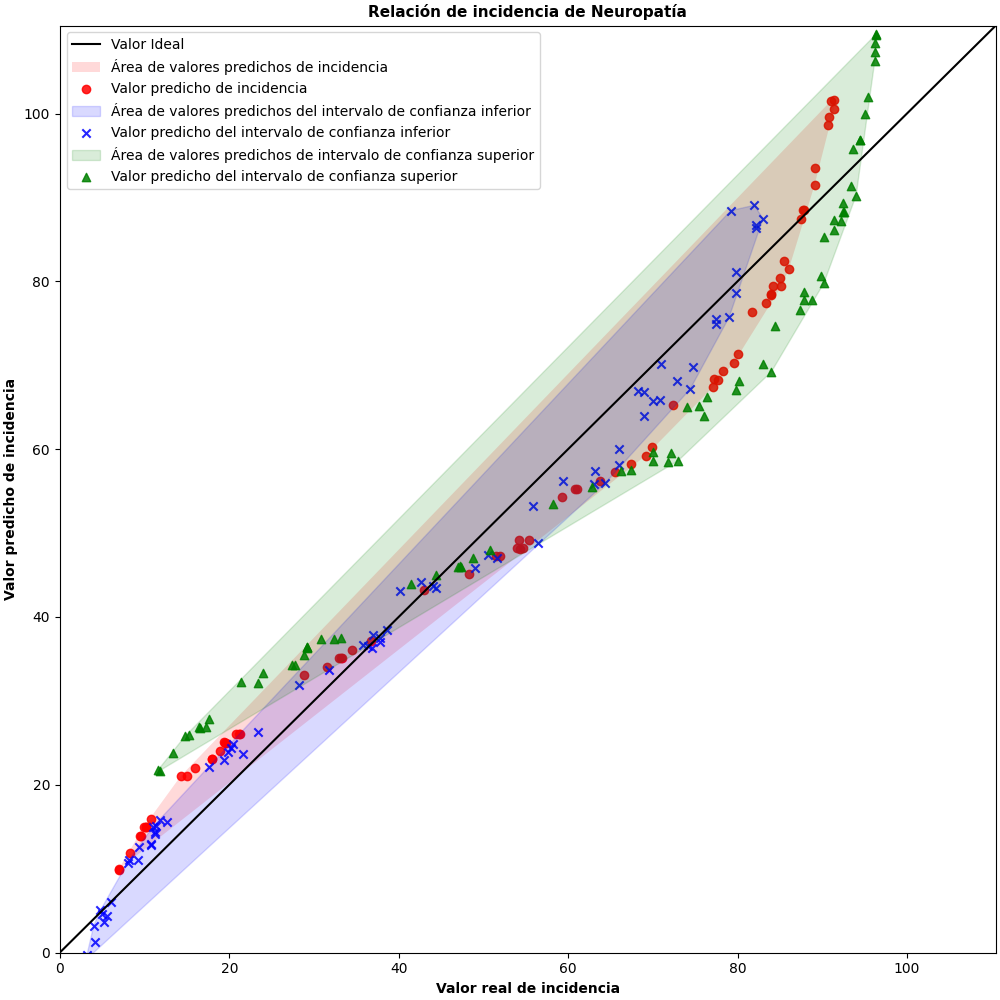 Relación de incidencia de Neuropatía
Valor Ideal
Área de valores predichos de incidencia
Valor predicho de incidencia
Área de valores predichos del intervalo de confianza inferior
Valor predicho del intervalo de confianza inferior
Área de valores predichos de intervalo de confianza superior
Valor predicho del intervalo de confianza superior
Valor predicho de incidencia
100
80
60
40
20
0
0 20 40 60 80 100
Valor real de incidencia